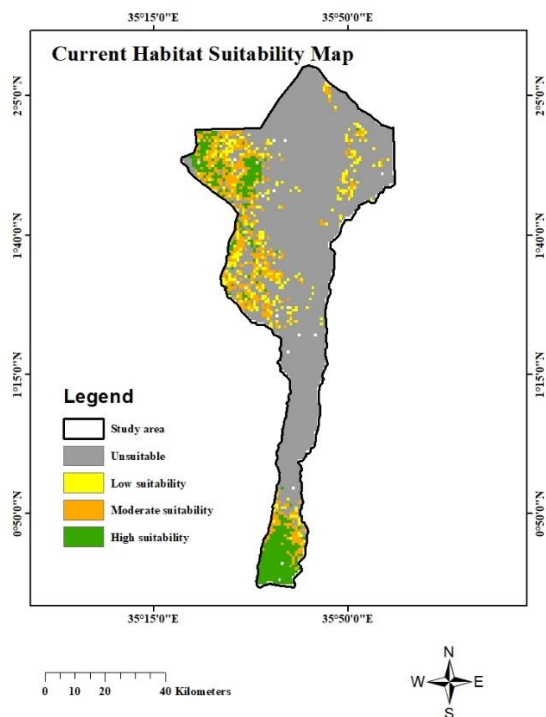 35°15'0"E 35°50'0"E
Current Habitat Suitability Map
2°5'0"N 2°5'0"N
1°40'0"N 1°40'0"N
1°15'0"N 1°15'0"N
0°50'0"N 0°50'0"N
Legend
Study area
Unsuitable
Low suitability
Moderate suitability
High suitability
35°15'0"E 35°50'0"E
0 10 20 40 Kilometers
N
W E
S